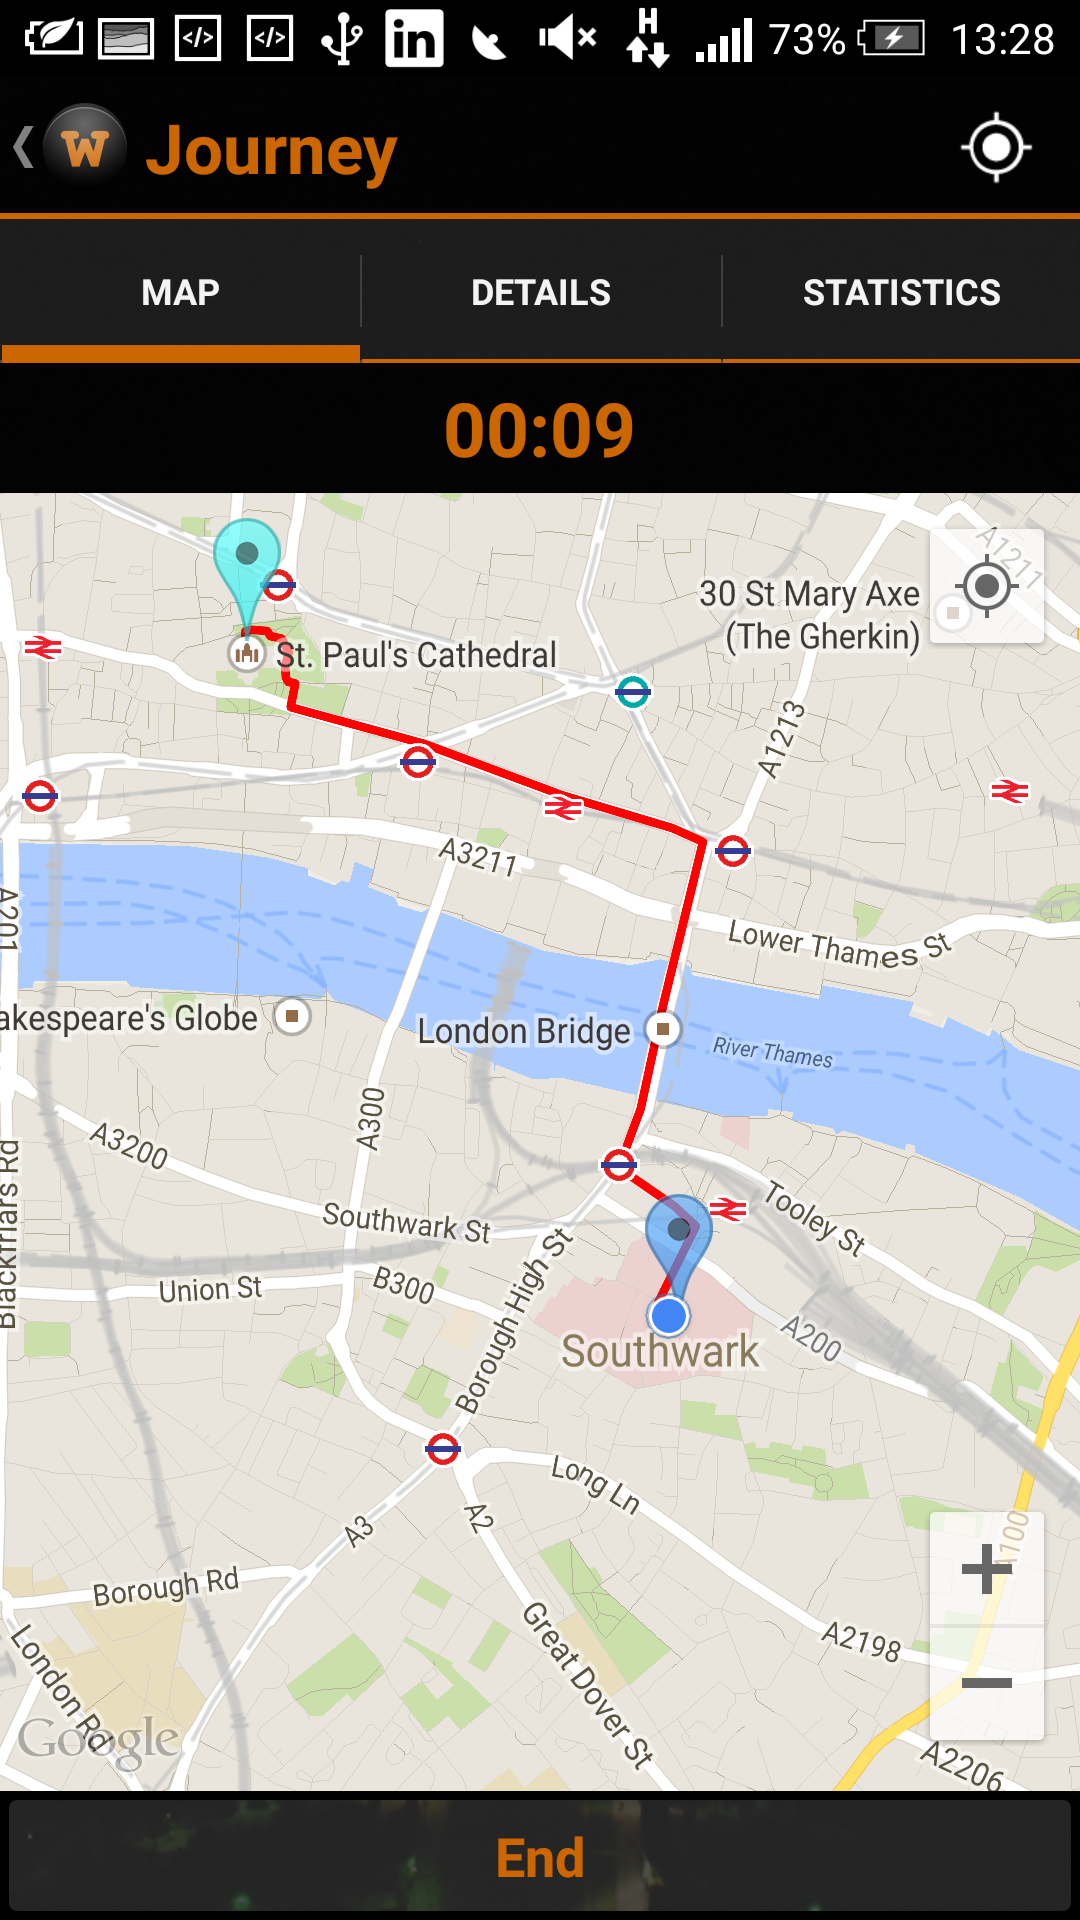 H
73%
13:28
W
Journey
MAP
DETAILS
STATISTICS
00:09
A1211
30 St Mary Axe
(The Gherkin)
St. Paul's Cathedral
A1213
A3211
A201
Lower Thames St
akespeare's Globe
London Bridge
River Thames
A300
A3200
Blackfriars Rd
Southwark St
Tooley St
Union St
B300
Borough High St
A200
Southwark
Long Ln
A3
A2
A100
Borough Rd
Great Dover St
A2198
London Rd
Google
A2206
End